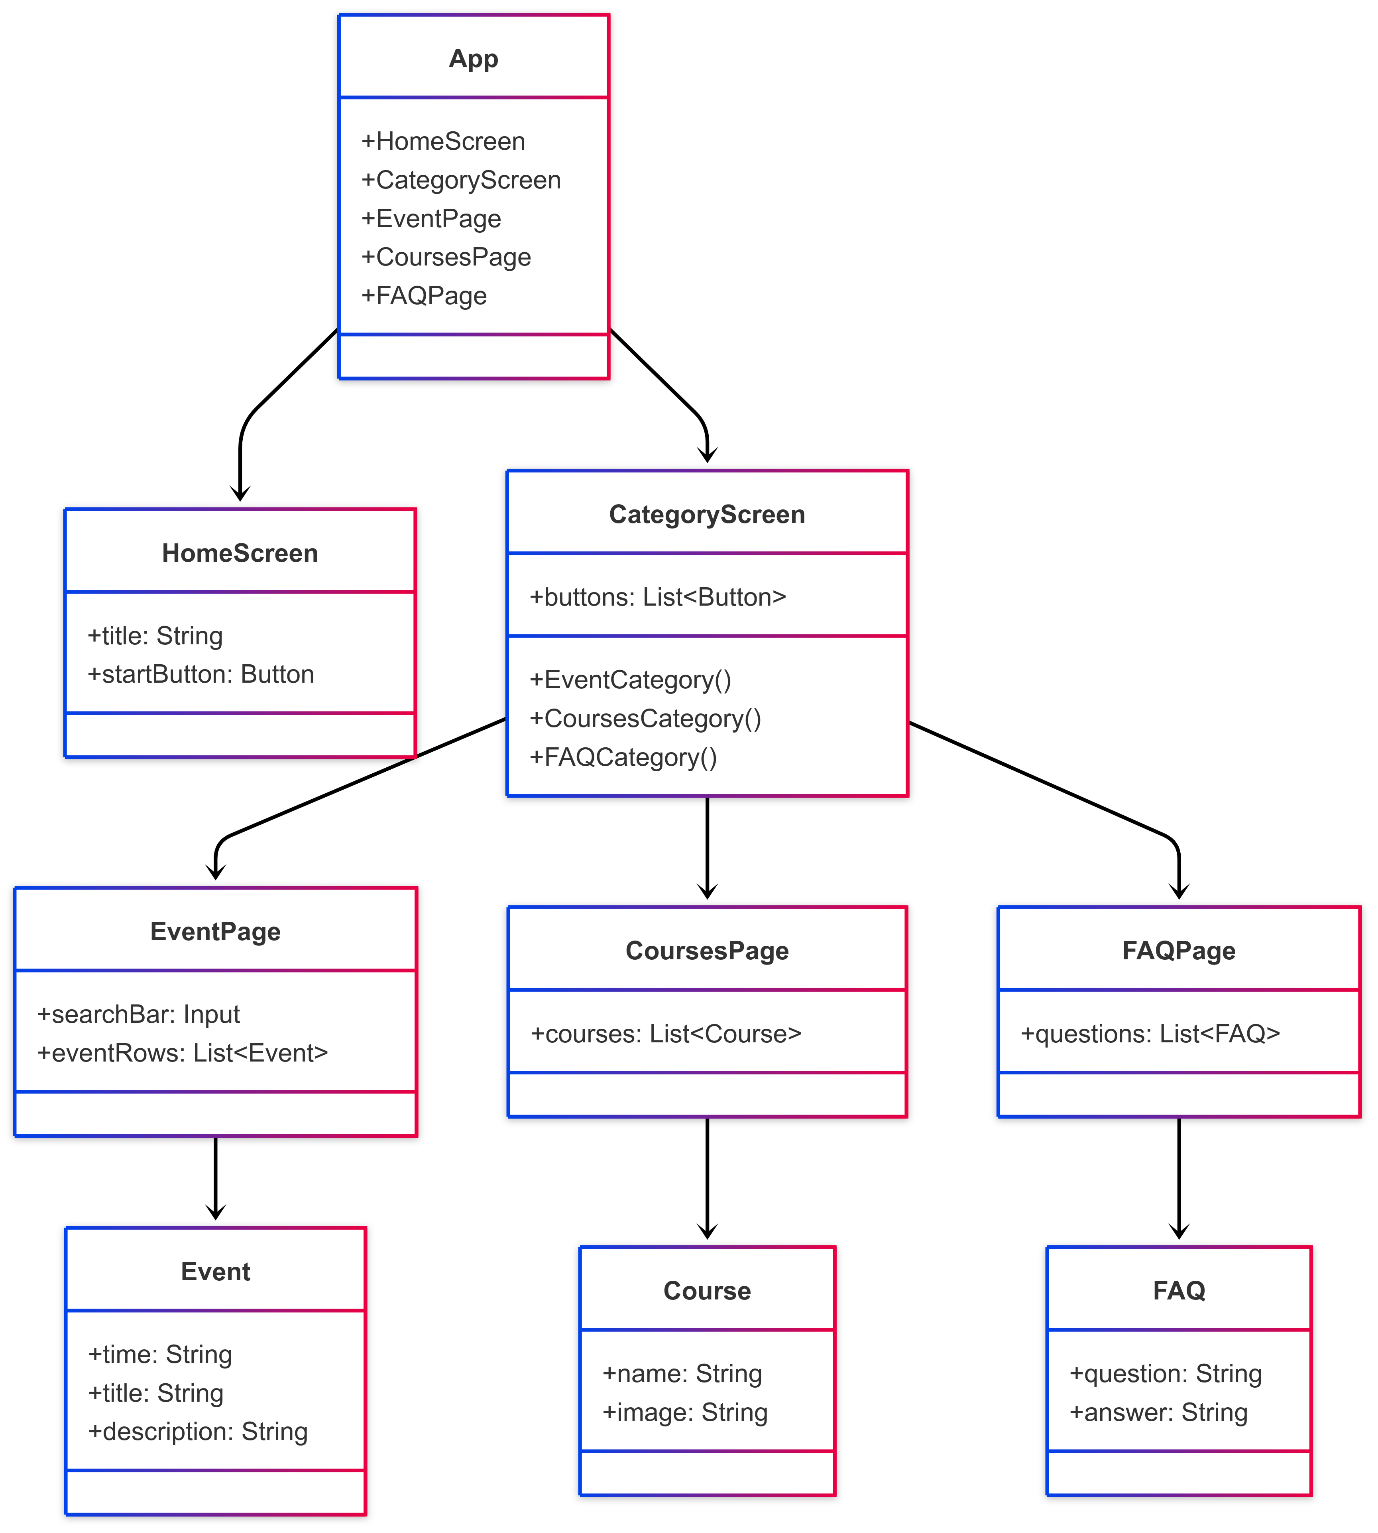 App
+HomeScreen
+CategoryScreen
+EventPage
+CoursesPage
+FAQPage
HomeScreen
+title: String
+startButton: Button
CategoryScreen
+buttons: List<Button>
+EventCategory()
+CoursesCategory()
+FAQCategory()
EventPage
+searchBar: Input
+eventRows: List<Event>
CoursesPage
+courses: List<Course>
FAQPage
+questions: List<FAQ>
Event
+time: String
+title: String
+description: String
Course
+name: String
+image: String
FAQ
+question: String
+answer: String